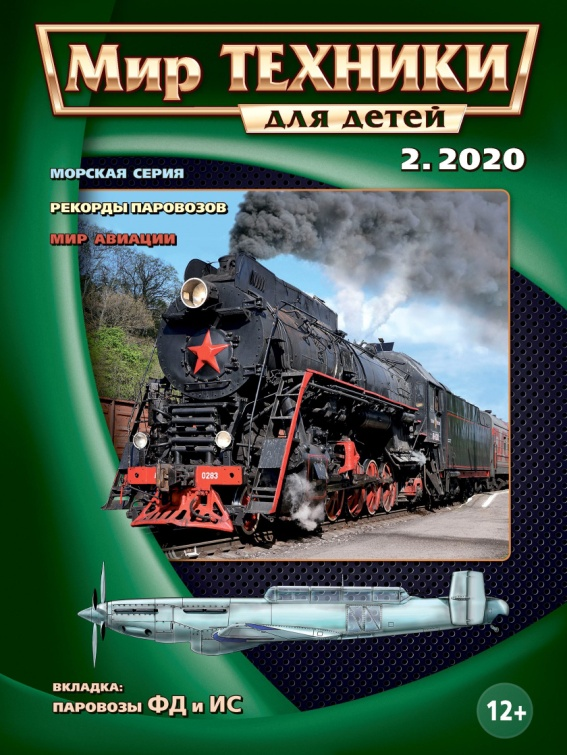 Мир ТЕХНИКИ
для детей
2.2020
МОРСКАЯ СЕРИЯ
РЕКОРДЫ ПАРОВОЗОВ
МИР АВИАЦИИ
0283
ВКЛАДКА:
ПАРОВОЗЫ ФД и ИС
12+